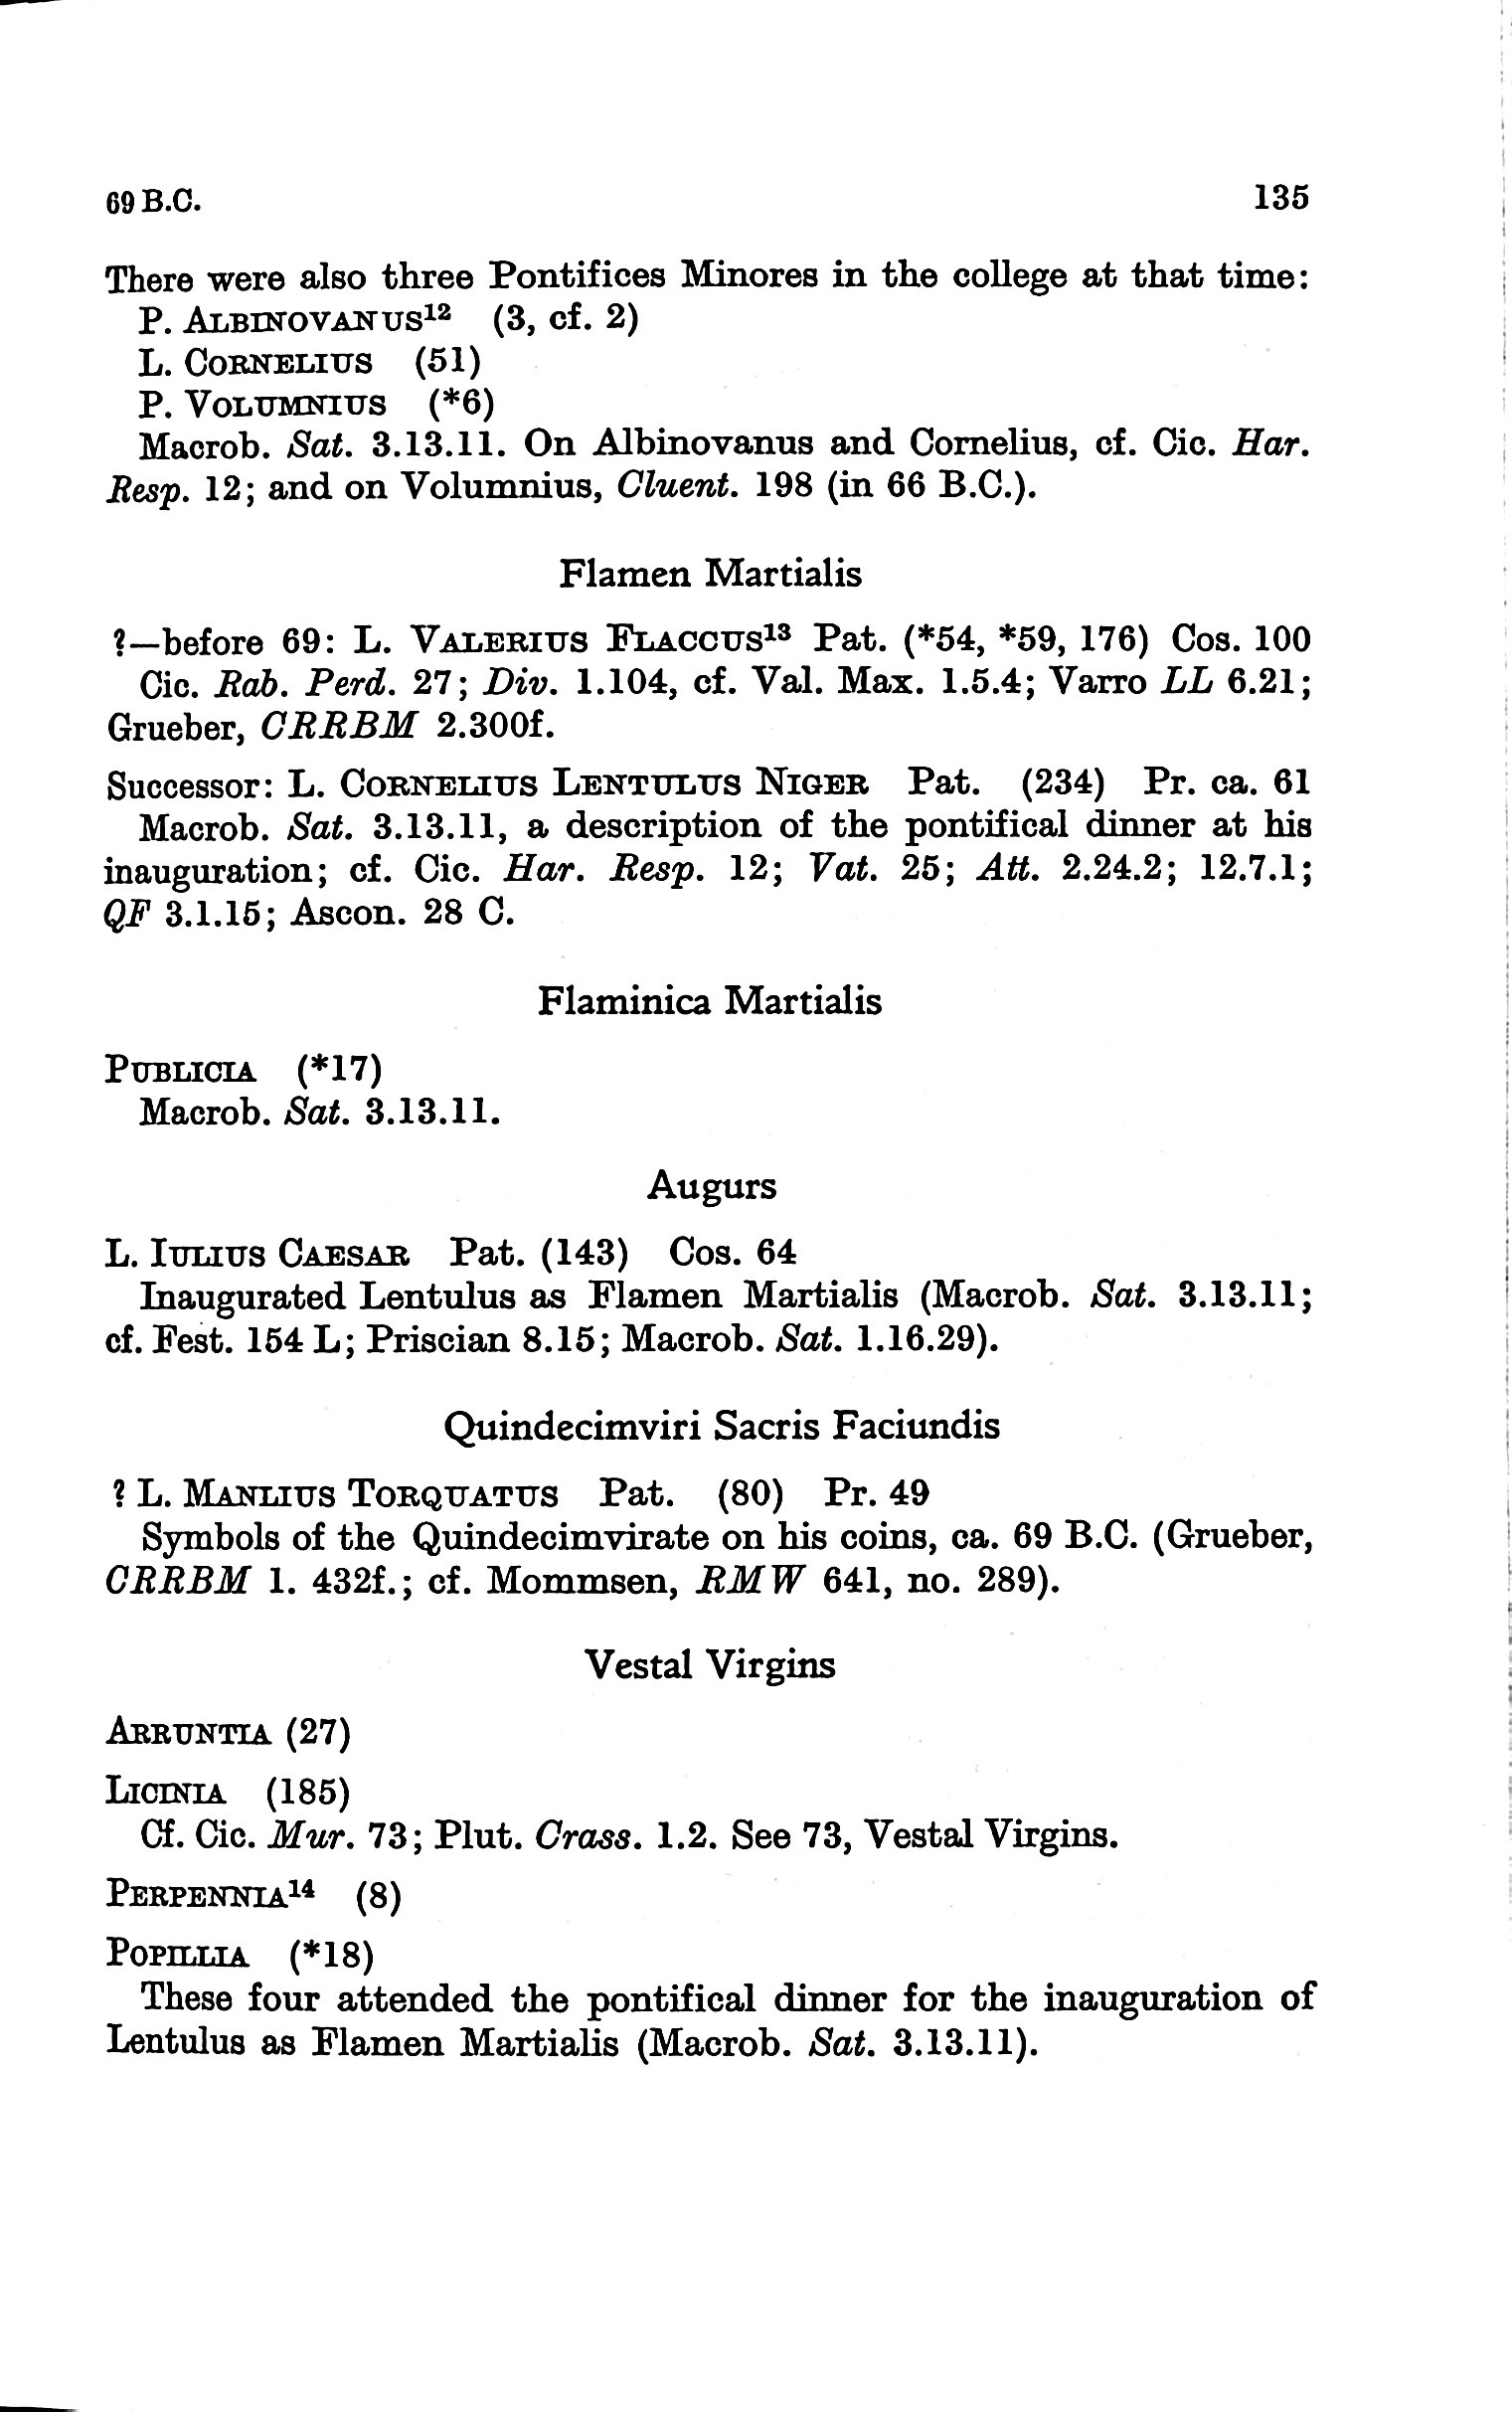 69 B.C. 135
There were also three Pontifices Minores in the college at that time:
P. ALBINOVANUS¹² (3, cf. 2)
L. CORNELIUS (51)
P. VOLUMNIUS (*6)
Macrob. Sat. 3.13.11. On Albinovanus and Cornelius, cf. Cic. Har.
Resp. 12; and on Volumnius, Cluent. 198 (in 66 B.C.).
Flamen Martialis
?—before 69: L. VALERIUS FLACCUS¹³ Pat. (*54, *59, 176) Cos. 100
Cic. Rab. Perd. 27; Div. 1.104, cf. Val. Max. 1.5.4; Varro LL 6.21;
Grueber, CRRBM 2.300f.
Successor: L. CORNELIUS LENTULUS NIGER Pat. (234) Pr. ca. 61
Macrob. Sat. 3.13.11, a description of the pontifical dinner at his
inauguration; cf. Cic. Har. Resp. 12; Vat. 25; Att. 2.24.2; 12.7.1;
QF 3.1.15; Ascon. 28 C.
Flaminica Martialis
PUBLICIA (*17)
Macrob. Sat. 3.13.11.
Augurs
L. IULIUS CAESAR Pat. (143) Cos. 64
Inaugurated Lentulus as Flamen Martialis (Macrob. Sat. 3.13.11;
cf. Fest. 154 L; Priscian 8.15; Macrob. Sat. 1.16.29).
Quindecimviri Sacris Faciundis
? L. MANLIUS TORQUATUS Pat. (80) Pr. 49
Symbols of the Quindecimvirate on his coins, ca. 69 B.C. (Grueber,
CRRBM 1. 432f.; cf. Mommsen, RMW 641, no. 289).
Vestal Virgins
ARRUNTIA (27)
LICINIA (185)
Cf. Cic. Mur. 73; Plut. Crass. 1.2. See 73, Vestal Virgins.
PERPENNIA¹⁴ (8)
POPILLIA (*18)
These four attended the pontifical dinner for the inauguration of
Lentulus as Flamen Martialis (Macrob. Sat. 3.13.11).